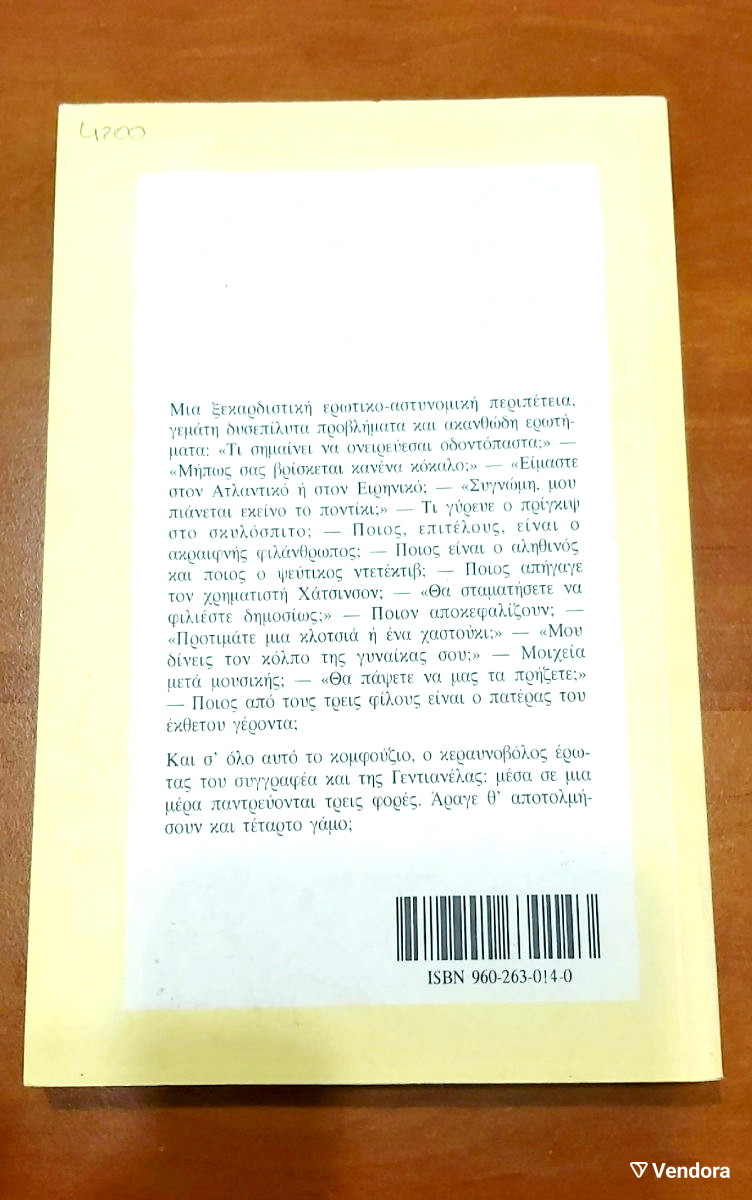 4200
Μια ξεκαρδιστική ερωτικο-αστυνομική περιπέτεια,
γεμάτη δυσεπίλυτα προβλήματα και ακανθώδη ερωτή-
ματα: «Τι σημαίνει να ονειρεύεσαι οδοντόπαστα;» —
«Μήπως σας βρίσκεται κανένα κόκαλο;» — «Είμαστε
στον Ατλαντικό ή στον Ειρηνικό; — «Συγνώμη, μου
πιάνεται εκείνο το ποντίκι;» — Τι γύρευε ο πρίγκιψ
στο σκυλόσπιτο; — Ποιος, επιτέλους, είναι ο
ακραιφνής φιλάνθρωπος; — Ποιος είναι ο αληθινός
και ποιος ο ψεύτικος ντετέκτιβ; — Ποιος απήγαγε
τον χρηματιστή Χάτσινσον; — «Θα σταματήσετε να
φιλιέστε δημοσίως;» — Ποιον αποκεφαλίζουν; —
«Προτιμάτε μια κλοτσιά ή ένα χαστούκι;» — «Μου
δίνεις τον κόλπο της γυναίκας σου;» — Μοιχεία
μετά μουσικής; — «Θα πάψετε να μας τα πρήζετε;»
— Ποιος από τους τρεις φίλους είναι ο πατέρας του
έκθετου γέροντα;
Και σ' όλο αυτό το κομφούζιο, ο κεραυνοβόλος έρω-
τας του συγγραφέα και της Γεντιανέλας: μέσα σε μια
μέρα παντρεύονται τρεις φορές. Άραγε θ' αποτολμή-
σουν και τέταρτο γάμο;
ISBN 960-263-014-0
Vendora